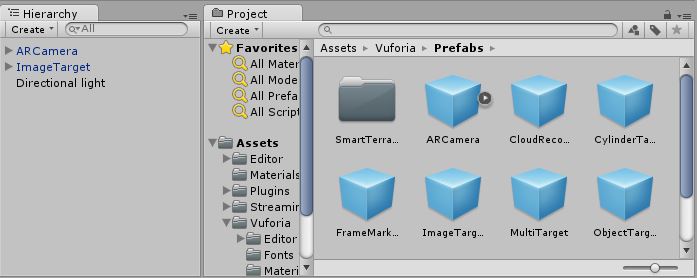 Hierarchy
Create All
ARCamera
ImageTarget
Directional light
Project
Create
Favorites
All Mater
All Mode
All Prefa
All Script
Assets
Editor
Materials
Plugins
Streamin
Vuforia
Editor
Fonts
Materi
Assets Vuforia Prefabs
SmartTerra... ARCamera CloudReco... CylinderTa...
FrameMark... ImageTarg... MultiTarget ObjectTarg...